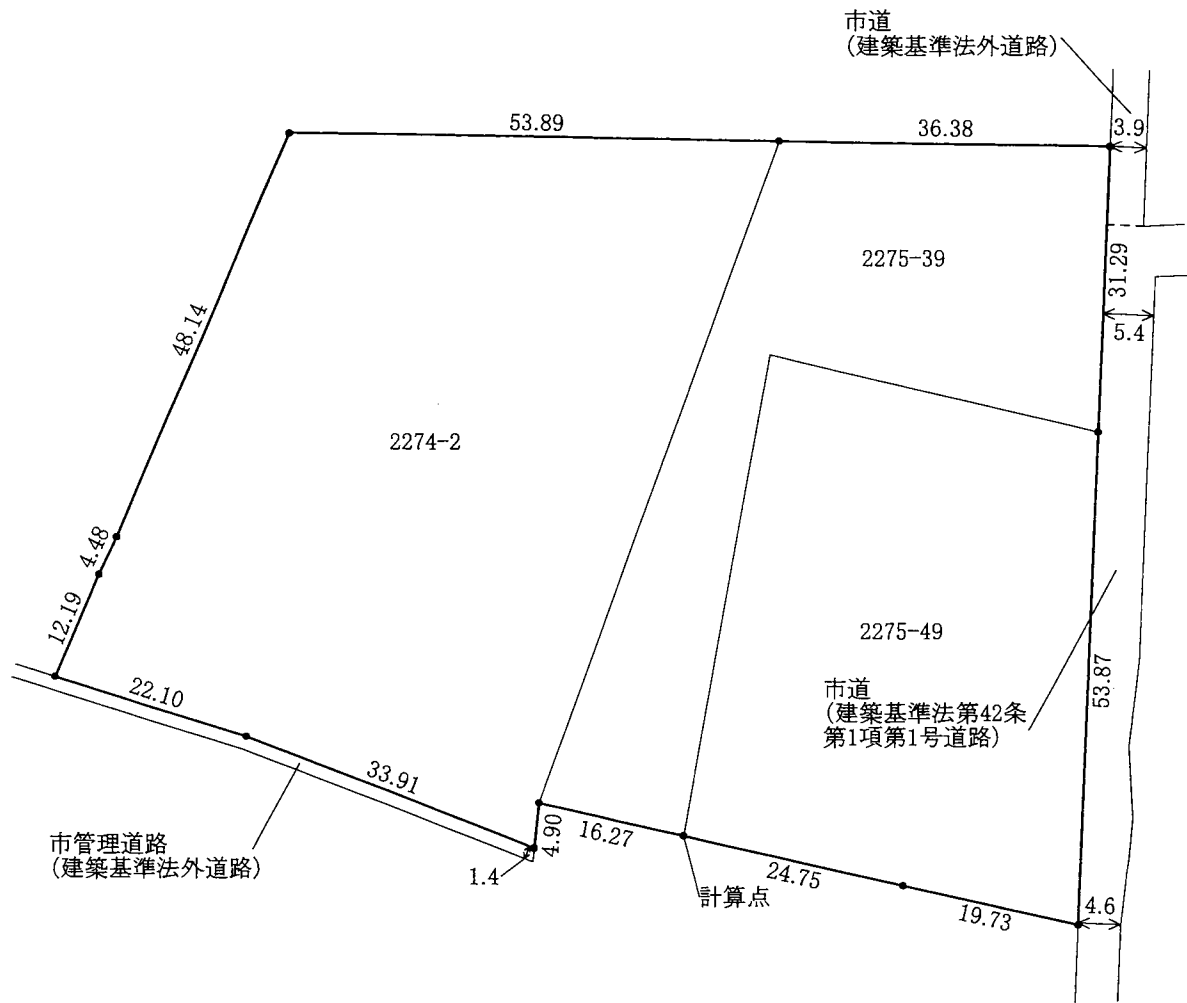 市道
(建築基準法外道路)
53.89
36.38
3.9
2275-39
31.29
5.4
48.14
2274-2
4.48
12.19
2275-49
53.87
市道
(建築基準法第42条
第1項第1号道路)
22.10
33.91
4.90
16.27
市管理道路
(建築基準法外道路)
1.4
24.75
計算点
19.73
4.6